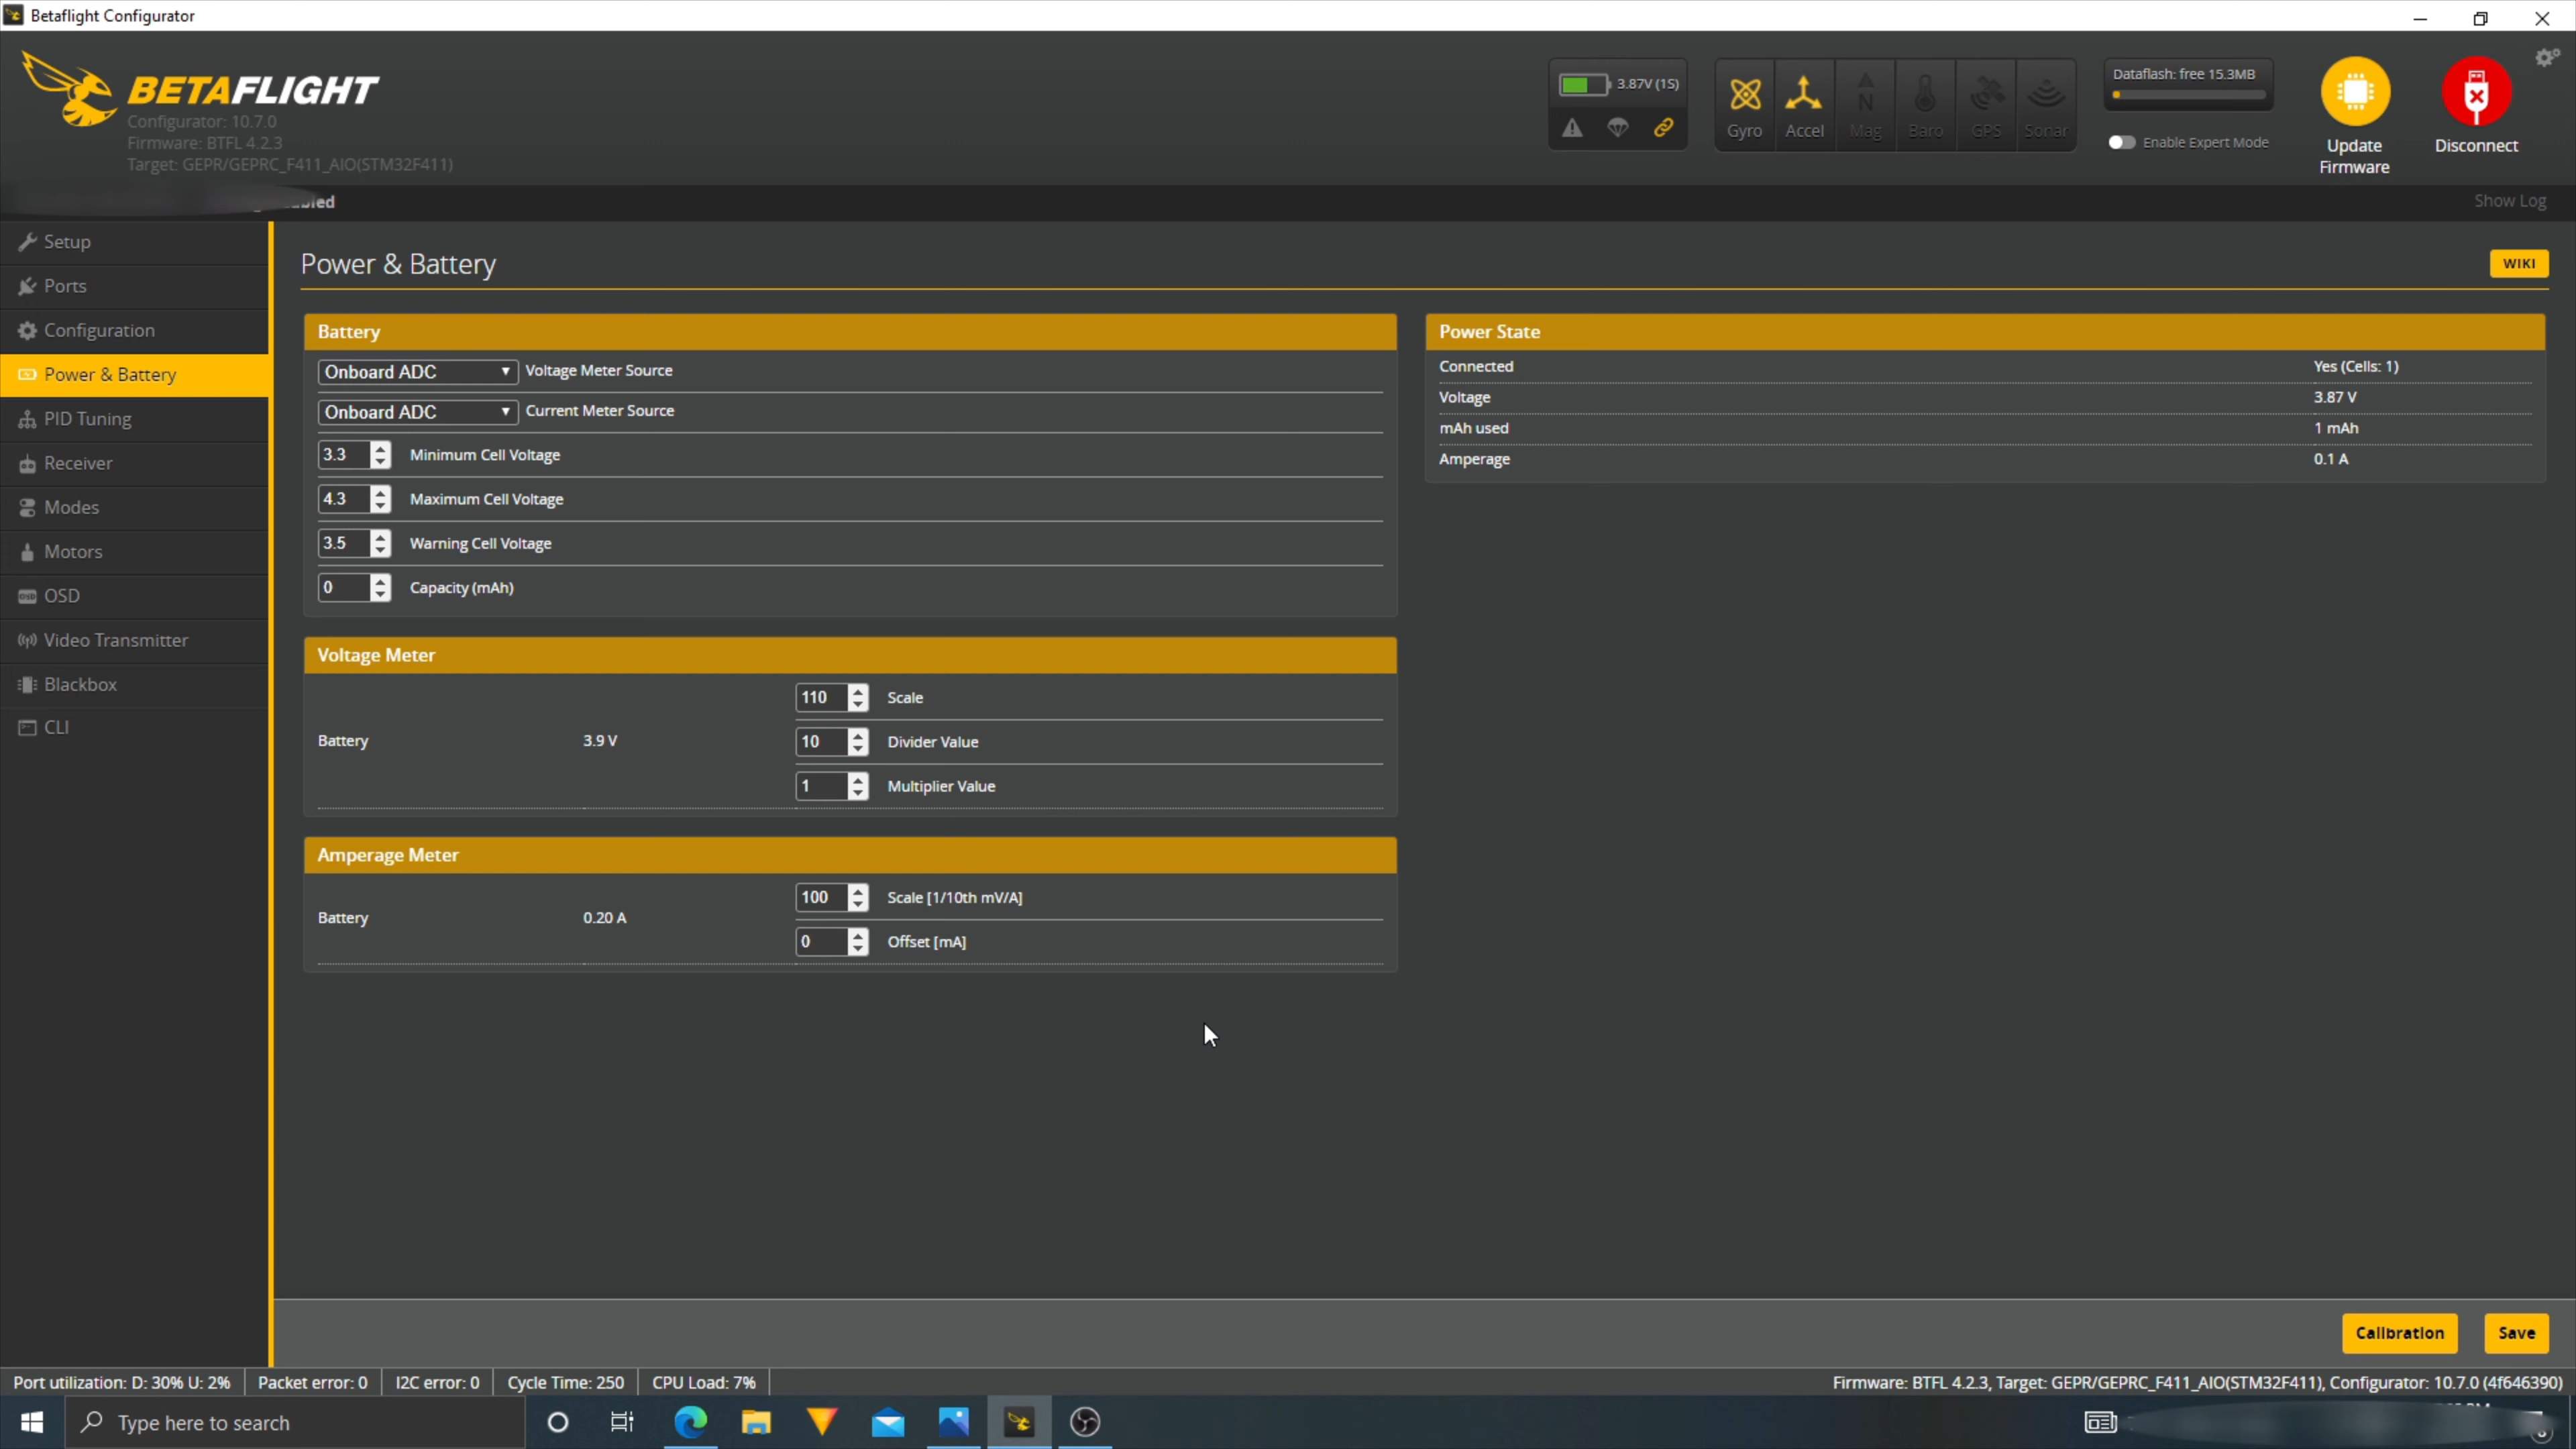 Betaflight Configurator
BETAFLIGHT
Configurator: 10.7.0
Firmware: BTFL 4.2.3
Target: GEPR/GEPRC_F411_AIO(STM32F411)
3.87V (1S)
Gyro
Accel
Mag
Baro
GPS
Sonar
Dataflash: free 15.3MB
Enable Expert Mode
Update
Firmware
Disconnect
Show Log
Setup
Ports
Configuration
Power & Battery
PID Tuning
Receiver
Modes
Motors
OSD
Video Transmitter
Blackbox
CLI
Power & Battery
WIKI
Battery
Onboard ADC Voltage Meter Source
Onboard ADC Current Meter Source
3.3 Minimum Cell Voltage
4.3 Maximum Cell Voltage
3.5 Warning Cell Voltage
0 Capacity (mAh)
Power State
Connected Yes (Cells: 1)
Voltage 3.87 V
mAh used 1 mAh
Amperage 0.1 A
Voltage Meter
Battery 3.9 V
110 Scale
10 Divider Value
1 Multiplier Value
Amperage Meter
Battery 0.20 A
100 Scale [1/10th mV/A]
0 Offset [mA]
Calibration
Save
Port utilization: D: 30% U: 2% Packet error: 0 I2C error: 0 Cycle Time: 250 CPU Load: 7%
Firmware: BTFL 4.2.3, Target: GEPR/GEPRC_F411_AIO(STM32F411), Configurator: 10.7.0 (4f646390)
Type here to search